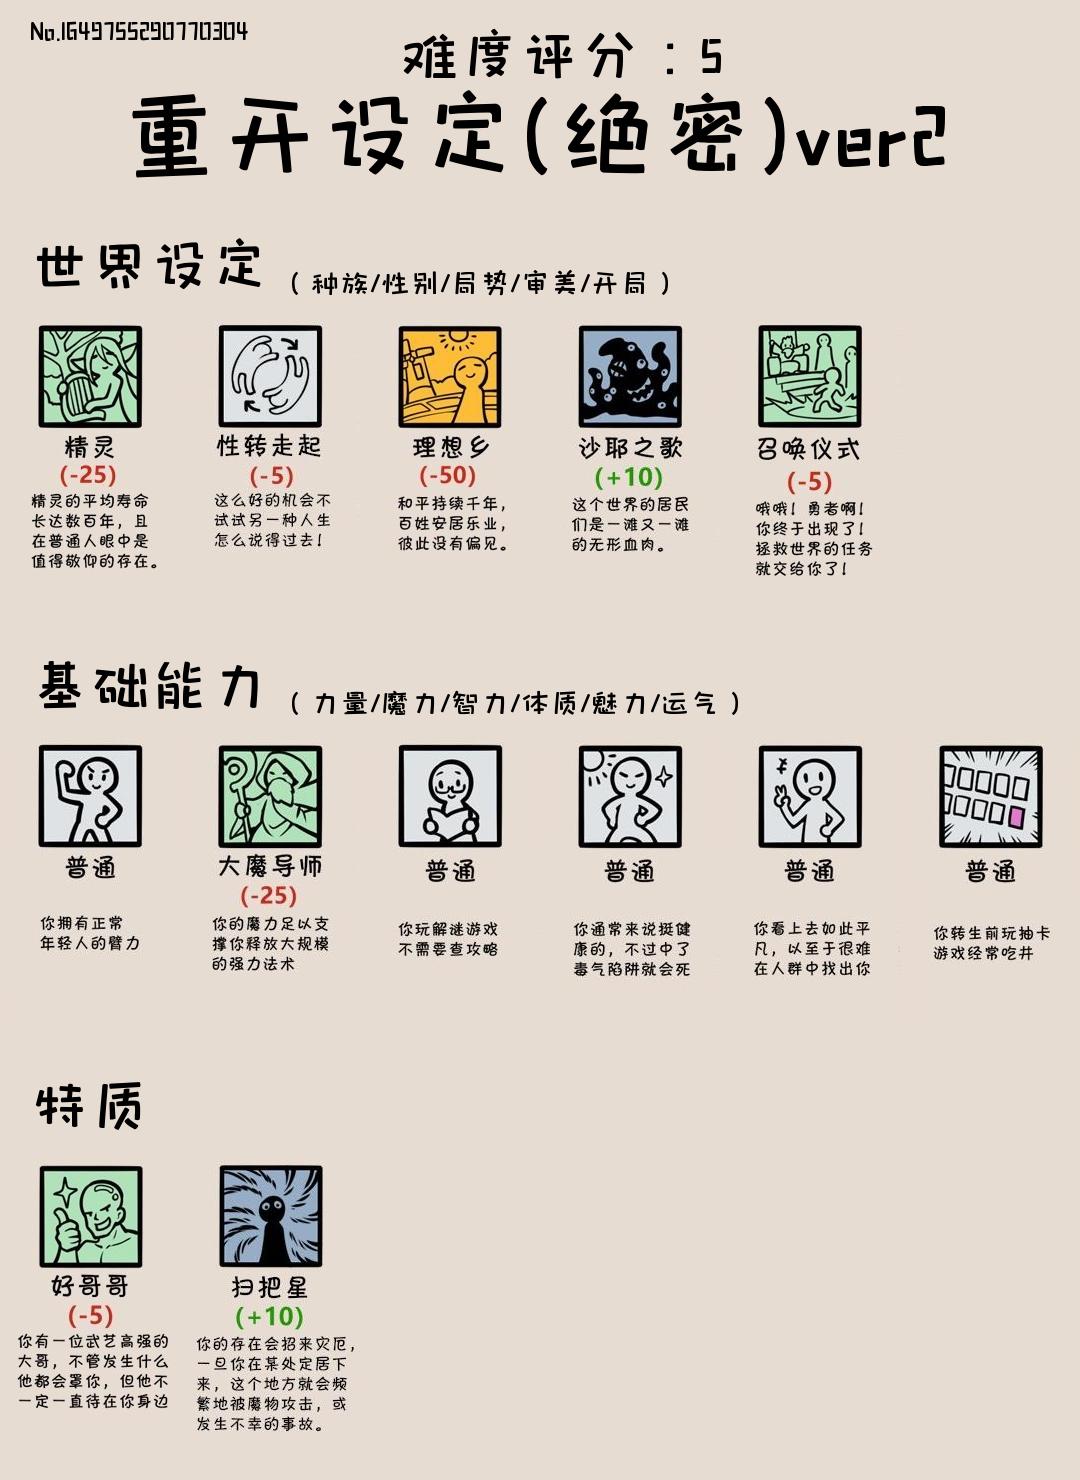 No.1649755290770304
难度评分：5
重开设定(绝密)ver2
世界设定（种族/性别/局势/审美/开局）
精灵
(-25)
精灵的平均寿命
长达数百年，且
在普通人眼中是
值得敬仰的存在。
性转走起
(-5)
这么好的机会不
试试另一种人生
怎么说得过去！
理想乡
(-50)
和平持续千年，
百姓安居乐业，
彼此没有偏见。
沙耶之歌
(+10)
这个世界的居民
们是一滩又一滩
的无形血肉。
召唤仪式
(-5)
哦哦！勇者啊！
你终于出现了！
拯救世界的任务
就交给你了！
基础能力（力量/魔力/智力/体质/魅力/运气）
普通
你拥有正常
年轻人的臂力
大魔导师
(-25)
你的魔力足以支
撑你释放大规模
的强力法术
普通
你玩解谜游戏
不需要查攻略
普通
你通常来说挺健
康的，不过中了
毒气陷阱就会死
普通
你看上去如此平
凡，以至于很难
在人群中找出你
普通
你转生前玩抽卡
游戏经常吃井
特质
好哥哥
(-5)
你有一位武艺高强的
大哥，不管发生什么
他都会罩你，但他不
一定一直待在你身边
扫把星
(+10)
你的存在会招来灾厄，
一旦你在某处定居下
来，这个地方就会频
繁地被魔物攻击，或
发生不幸的事故。